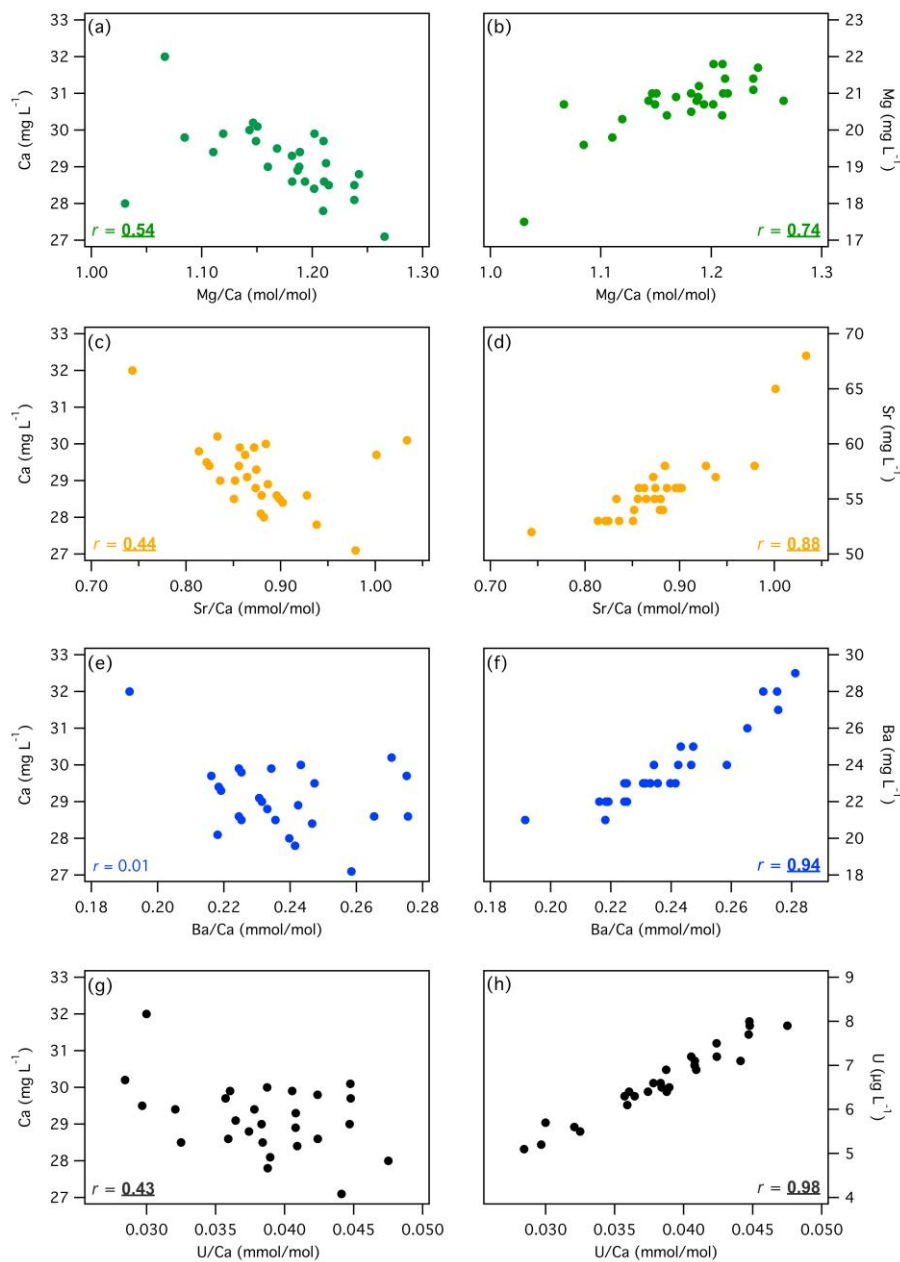 (a)
33
32
31
30
29
28
27
Ca (mg L⁻¹)
r = 0.54
1.00 1.10 1.20 1.30
Mg/Ca (mol/mol)
(b)
23
22
21
20
19
18
17
Mg (mg L⁻¹)
r = 0.74
1.0 1.1 1.2 1.3
Mg/Ca (mol/mol)
(c)
33
32
31
30
29
28
27
Ca (mg L⁻¹)
r = 0.44
0.70 0.80 0.90 1.00
Sr/Ca (mmol/mol)
(d)
70
65
60
55
50
Sr (mg L⁻¹)
r = 0.88
0.70 0.80 0.90 1.00
Sr/Ca (mmol/mol)
(e)
33
32
31
30
29
28
27
Ca (mg L⁻¹)
r = 0.01
0.18 0.20 0.22 0.24 0.26 0.28
Ba/Ca (mmol/mol)
(f)
30
28
26
24
22
20
18
Ba (mg L⁻¹)
r = 0.94
0.18 0.20 0.22 0.24 0.26 0.28
Ba/Ca (mmol/mol)
(g)
33
32
31
30
29
28
27
Ca (mg L⁻¹)
r = 0.43
0.030 0.035 0.040 0.045 0.050
U/Ca (mmol/mol)
(h)
9
8
7
6
5
4
U (µg L⁻¹)
r = 0.98
0.030 0.035 0.040 0.045 0.050
U/Ca (mmol/mol)